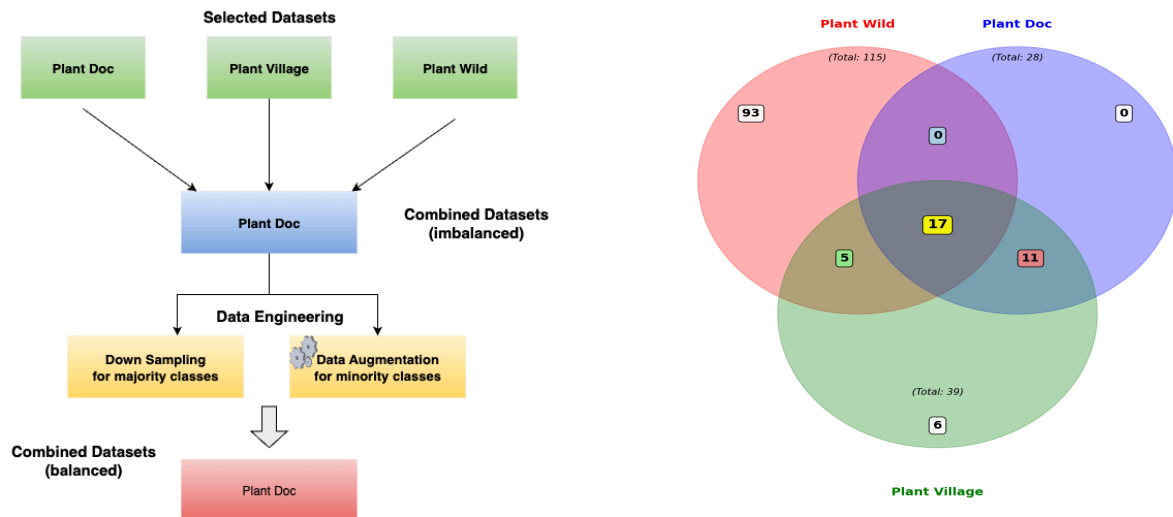 Selected Datasets
Plant Doc
Plant Village
Plant Wild
Plant Doc
Combined Datasets
(imbalanced)
Data Engineering
Down Sampling
for majority classes
Data Augmentation
for minority classes
Combined Datasets
(balanced)
Plant Doc
Plant Wild
Plant Doc
(Total: 115)
(Total: 28)
93
0
0
17
5
11
(Total: 39)
6
Plant Village